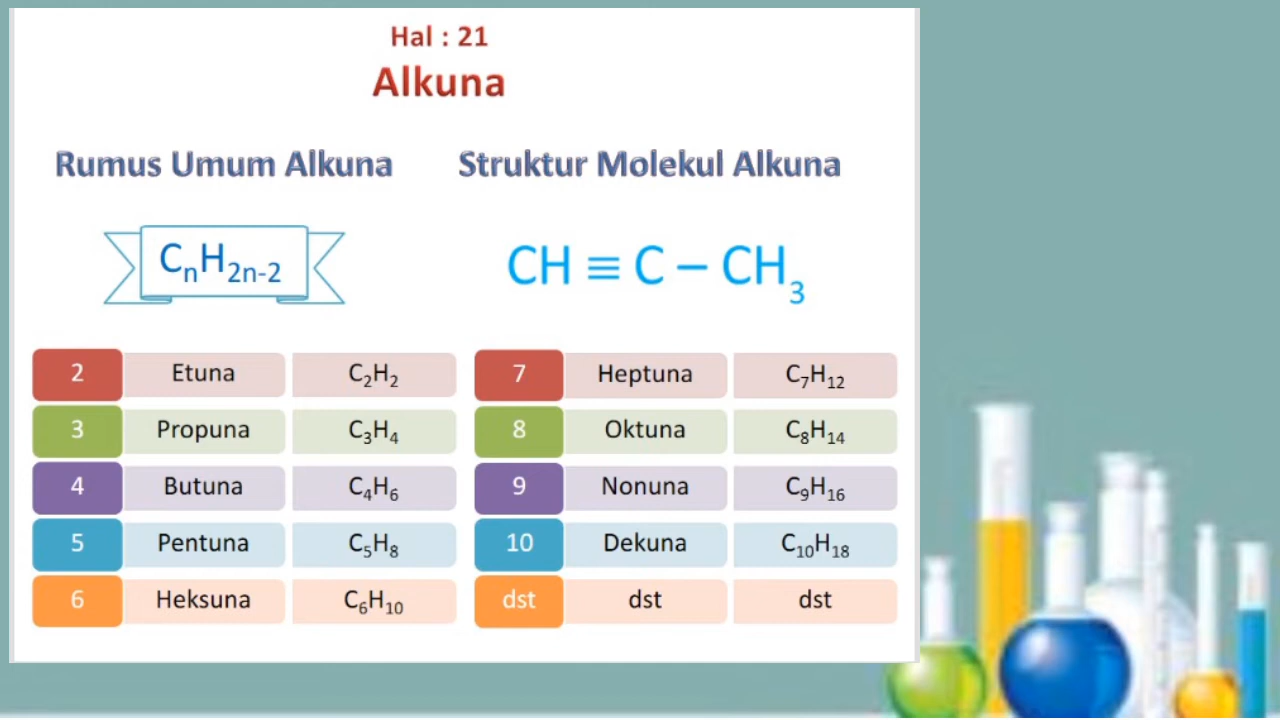 Hal : 21
Alkuna
Rumus Umum Alkuna
Struktur Molekul Alkuna
CₙH₂ₙ₋₂
CH ≡ C – CH₃
2 Etuna C₂H₂
3 Propuna C₃H₄
4 Butuna C₄H₆
5 Pentuna C₅H₈
6 Heksuna C₆H₁₀
7 Heptuna C₇H₁₂
8 Oktuna C₈H₁₄
9 Nonuna C₉H₁₆
10 Dekuna C₁₀H₁₈
dst dst dst